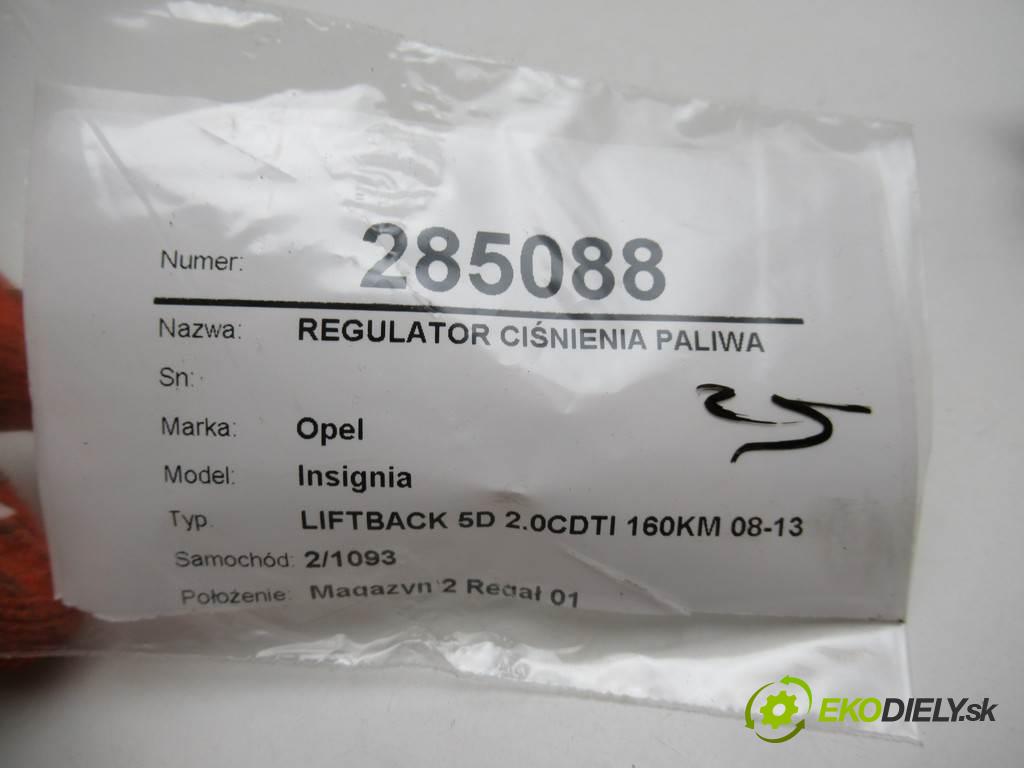 Numer: 285088
Nazwa: REGULATOR CIŚNIENIA PALIWA
Sn:
Marka: Opel
Model: Insignia
Typ. LIFTBACK 5D 2.0CDTI 160KM 08-13
Samochód: 2/1093
Położenie: Magazyn 2 Regał 01
25
EKODIELY.sk